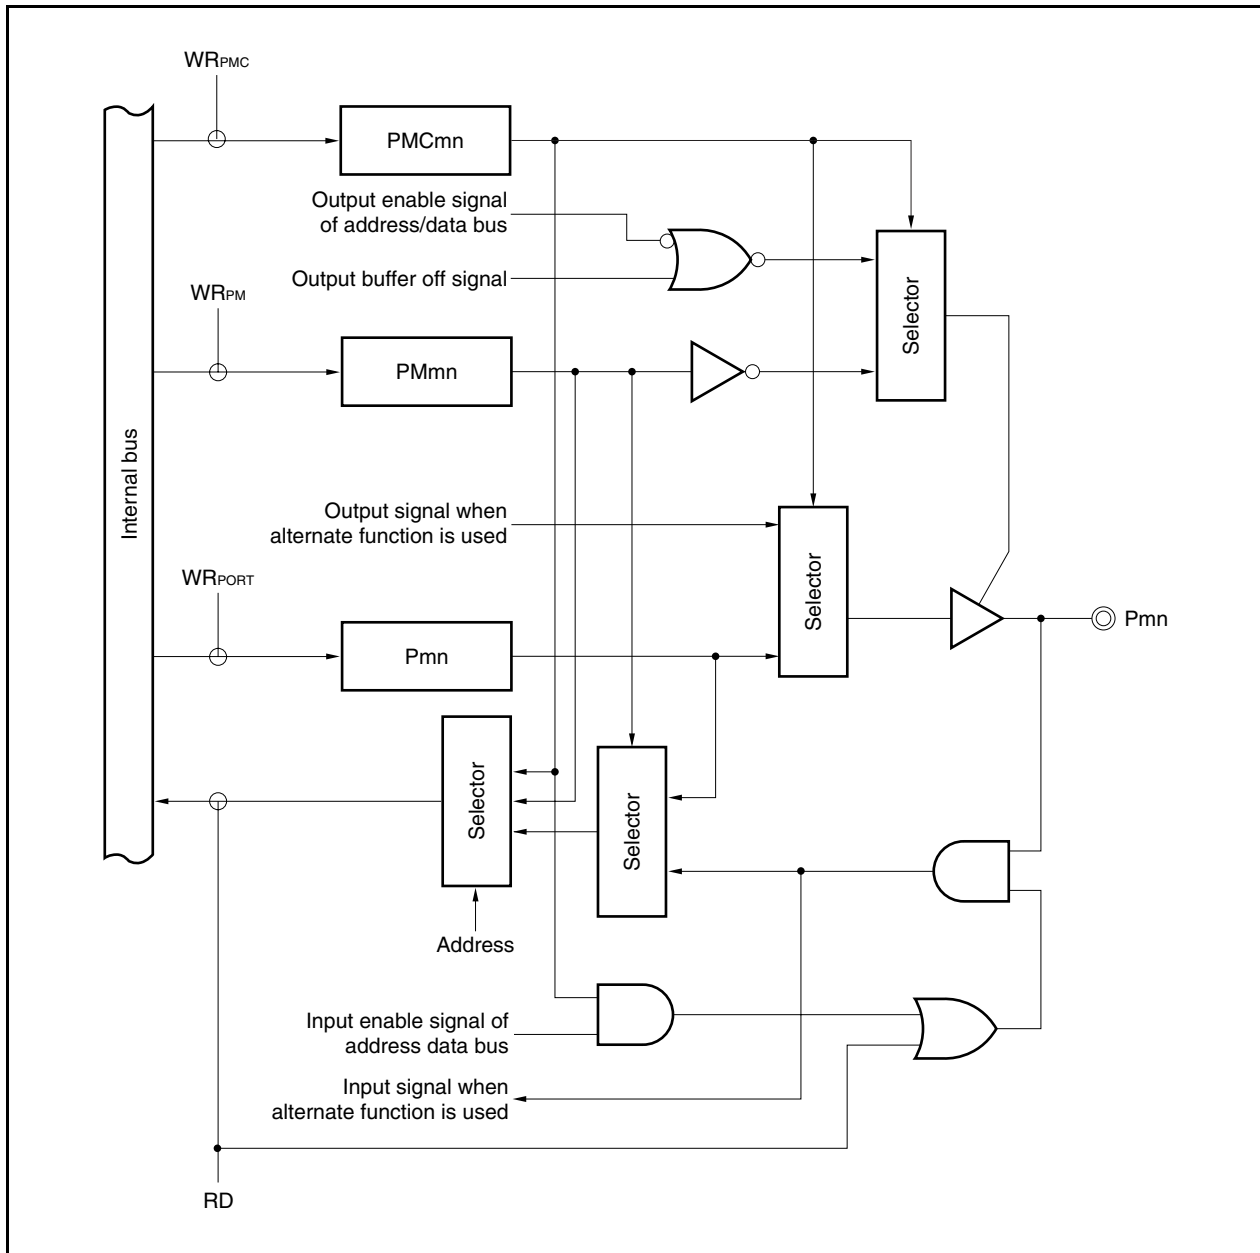 WRPMC
PMCmn
Output enable signal
of address/data bus
Output buffer off signal
Selector
WRPM
PMmn
Internal bus
Output signal when
alternate function is used
Selector
WRPORT
Pmn
Pmn
Selector
Selector
Address
Input enable signal of
address data bus
Input signal when
alternate function is used
RD